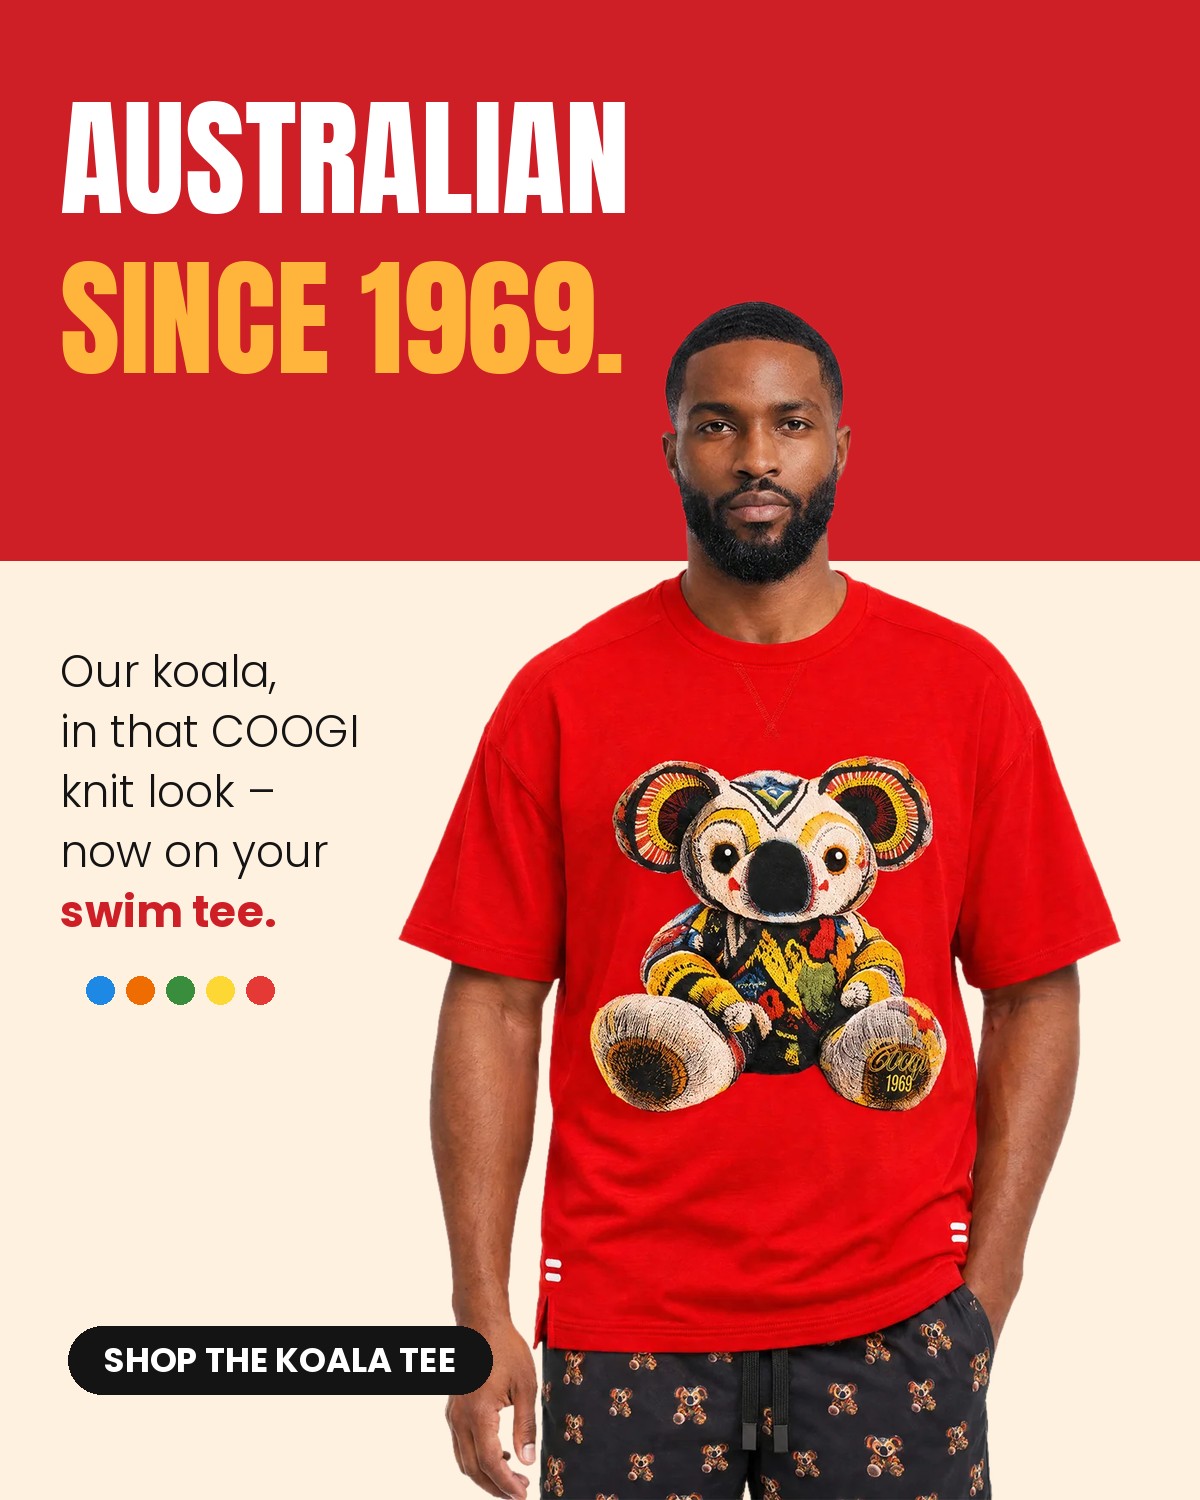 AUSTRALIAN
SINCE 1969.
Our koala,
in that COOGI
knit look –
now on your
swim tee.
Coogi
1969
SHOP THE KOALA TEE